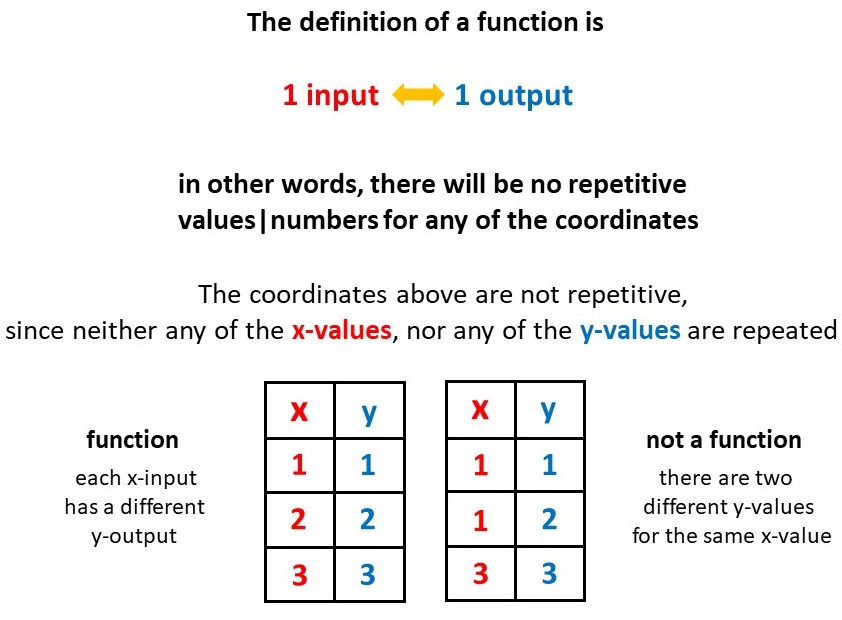 The definition of a function is
1 input 1 output
in other words, there will be no repetitive
values|numbers for any of the coordinates
The coordinates above are not repetitive,
since neither any of the x-values, nor any of the y-values are repeated
function
each x-input
has a different
y-output
x y
1 1
2 2
3 3
x y
1 1
1 2
3 3
not a function
there are two
different y-values
for the same x-value